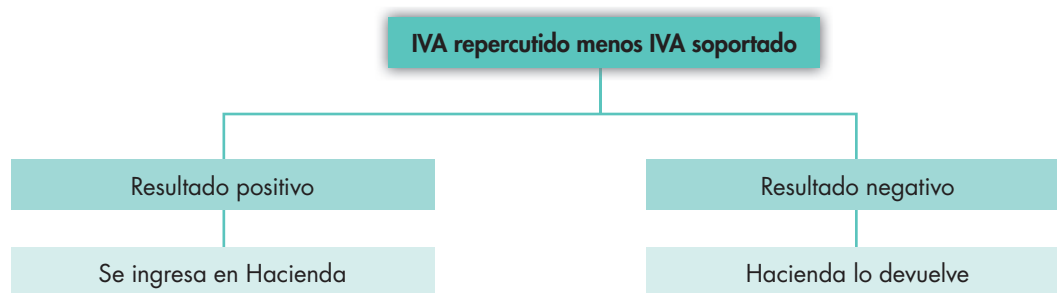 IVA repercutido menos IVA soportado
Resultado positivo
Resultado negativo
Se ingresa en Hacienda
Hacienda lo devuelve